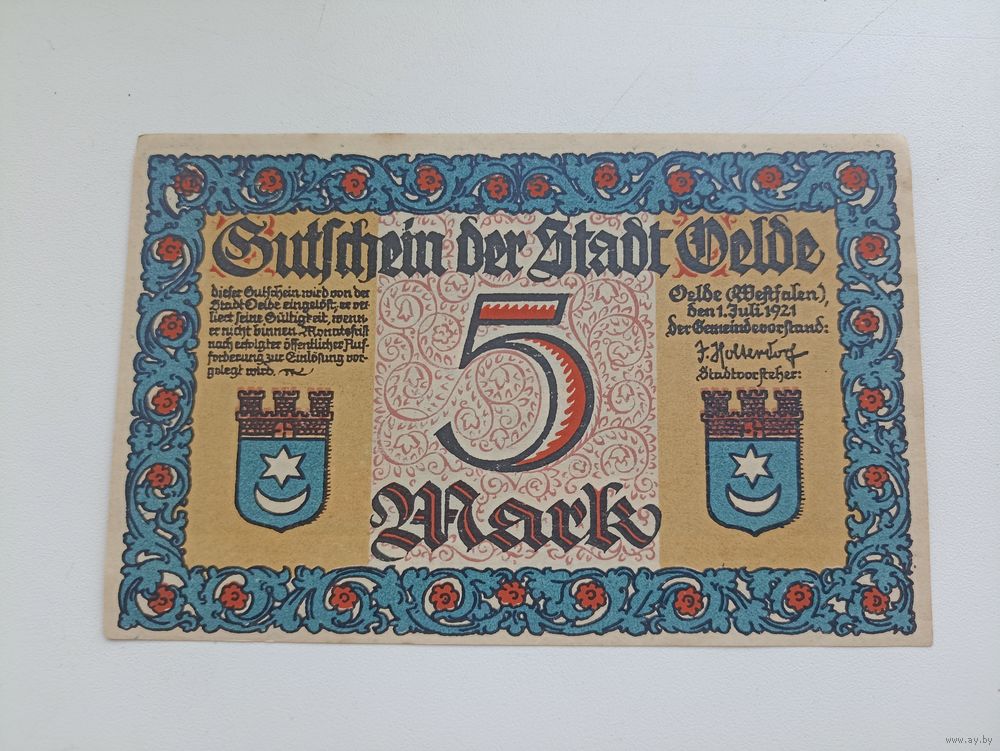 Gutschein der Stadt Oelde
dieser Gutschein wird von der
Stadt Oelde eingelöst, er ver-
liert seine Gültigkeit, wenn
er nicht binnen Monatsfrist
nach erfolgter öffentlicher Auf-
forderung zur Einlösung vor-
gelegt wird.
Oelde (Westfalen),
den 1. Juli 1921
Der Gemeindevorstand:
J. Holterdorf
Stadtvorsteher:
5
Mark
www.ay.by